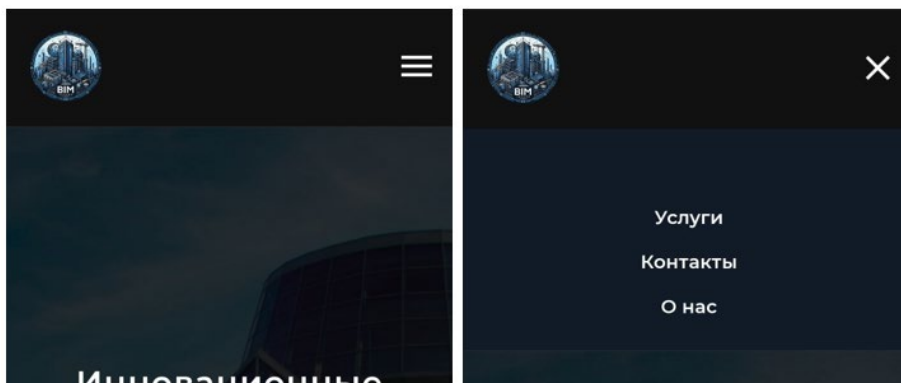 BIM
Инновационные
BIM
Услуги
Контакты
О нас